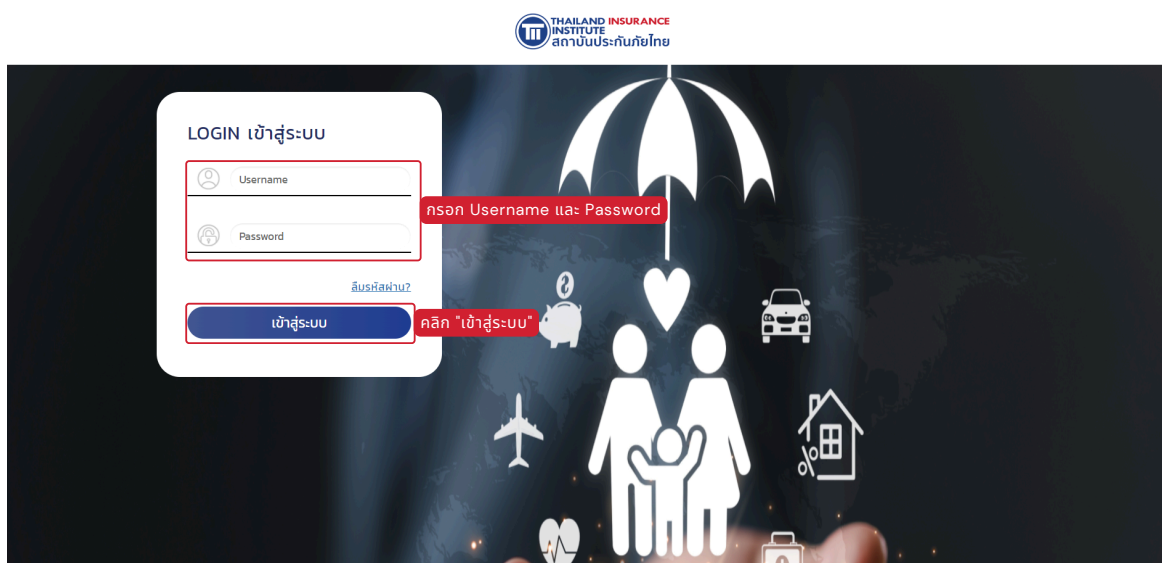 THAILAND INSURANCE
INSTITUTE
สถาบันประกันภัยไทย
LOGIN เข้าสู่ระบบ
Username
กรอก Username และ Password
Password
ลืมรหัสผ่าน?
เข้าสู่ระบบ
คลิก "เข้าสู่ระบบ"